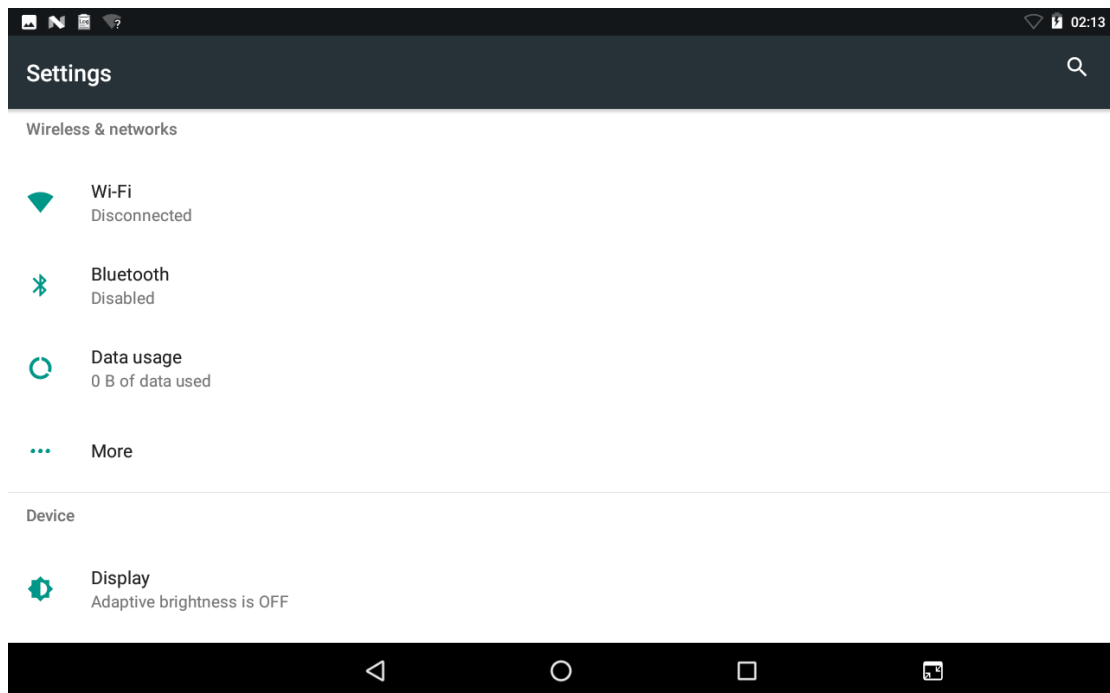 02:13
Settings
Wireless & networks
Wi-Fi
Disconnected
Bluetooth
Disabled
Data usage
0 B of data used
More
Device
Display
Adaptive brightness is OFF